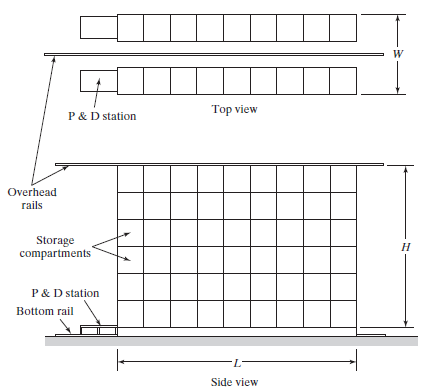 W
P & D station
Top view
Overhead
rails
Storage
compartments
H
P & D station
Bottom rail
L
Side view